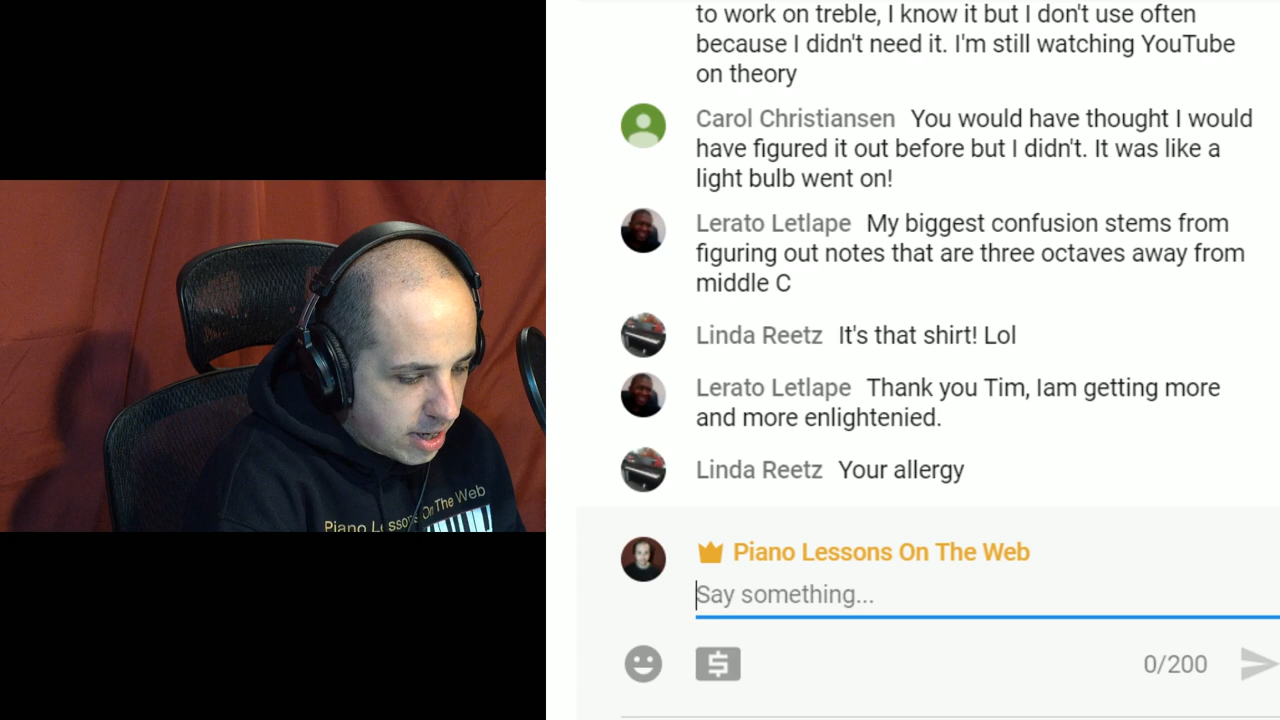 to work on treble, I know it but I don't use often
because I didn't need it. I'm still watching YouTube
on theory
Carol Christiansen You would have thought I would
have figured it out before but I didn't. It was like a
light bulb went on!
Lerato Letlape My biggest confusion stems from
figuring out notes that are three octaves away from
middle C
Linda Reetz It's that shirt! Lol
Lerato Letlape Thank you Tim, Iam getting more
and more enlightenied.
Linda Reetz Your allergy
Piano Lessons On The Web
Piano Lessons On The Web
Say something...
0/200